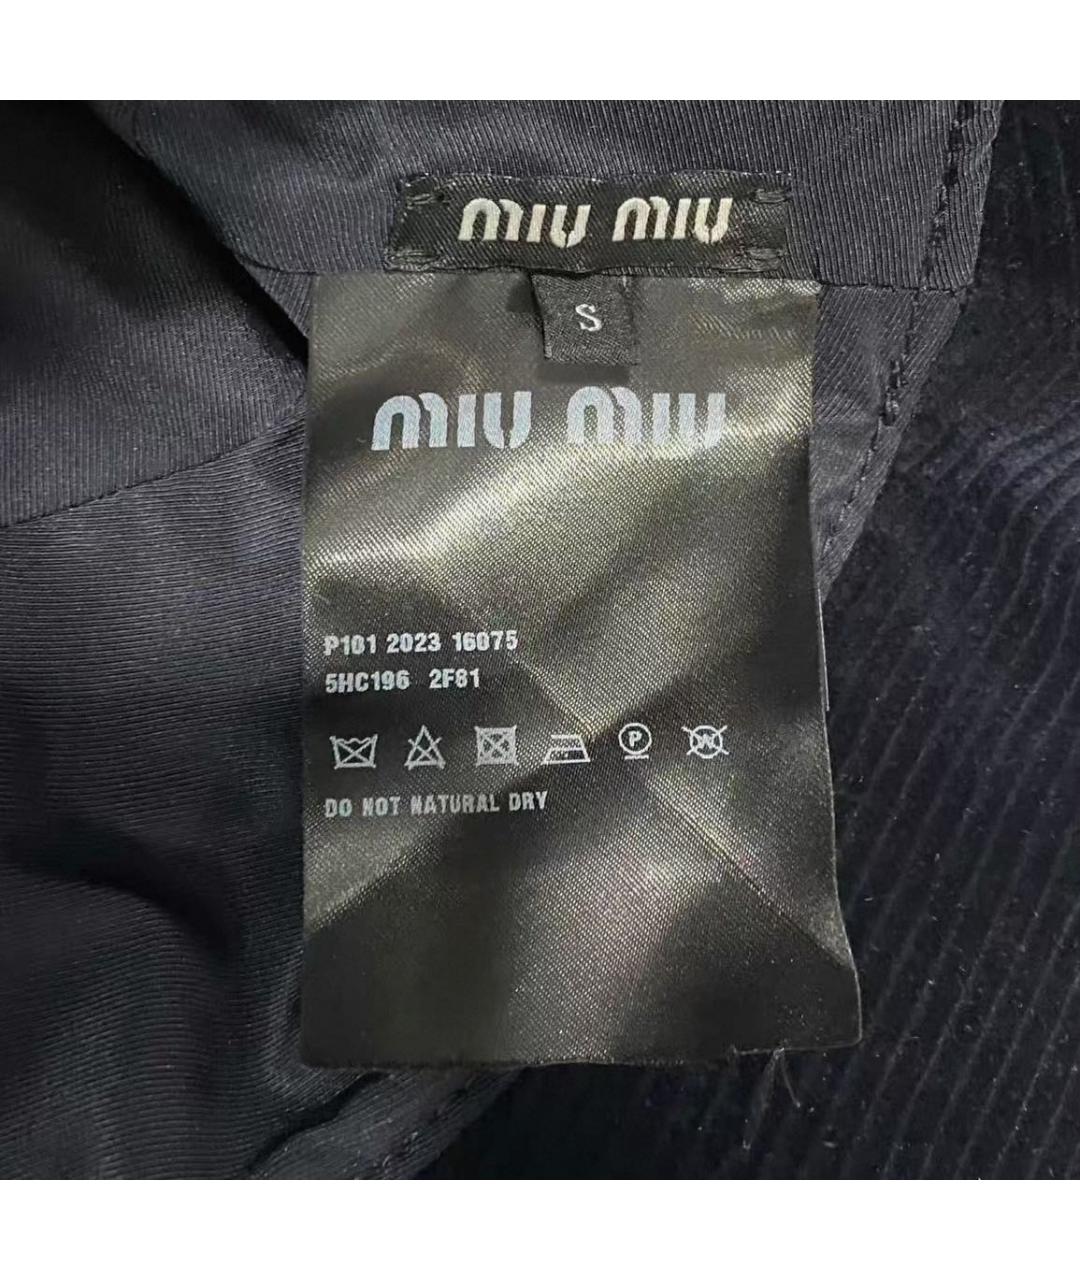 MIU MIU
S
MIU MIU
P101 2023 16075
5HC196 2F81
P W
DO NOT NATURAL DRY